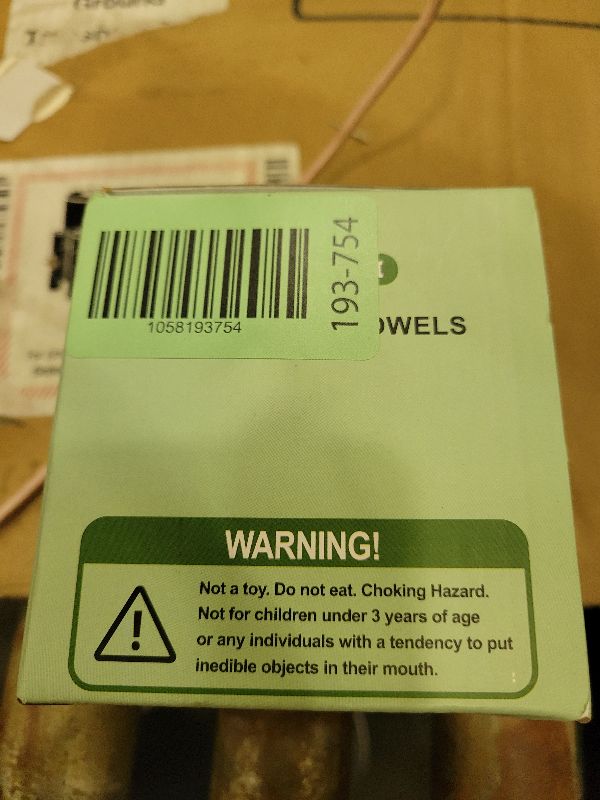 Ground
1058193754
193-754
OWELS
WARNING!
Not a toy. Do not eat. Choking Hazard.
Not for children under 3 years of age
or any individuals with a tendency to put
inedible objects in their mouth.